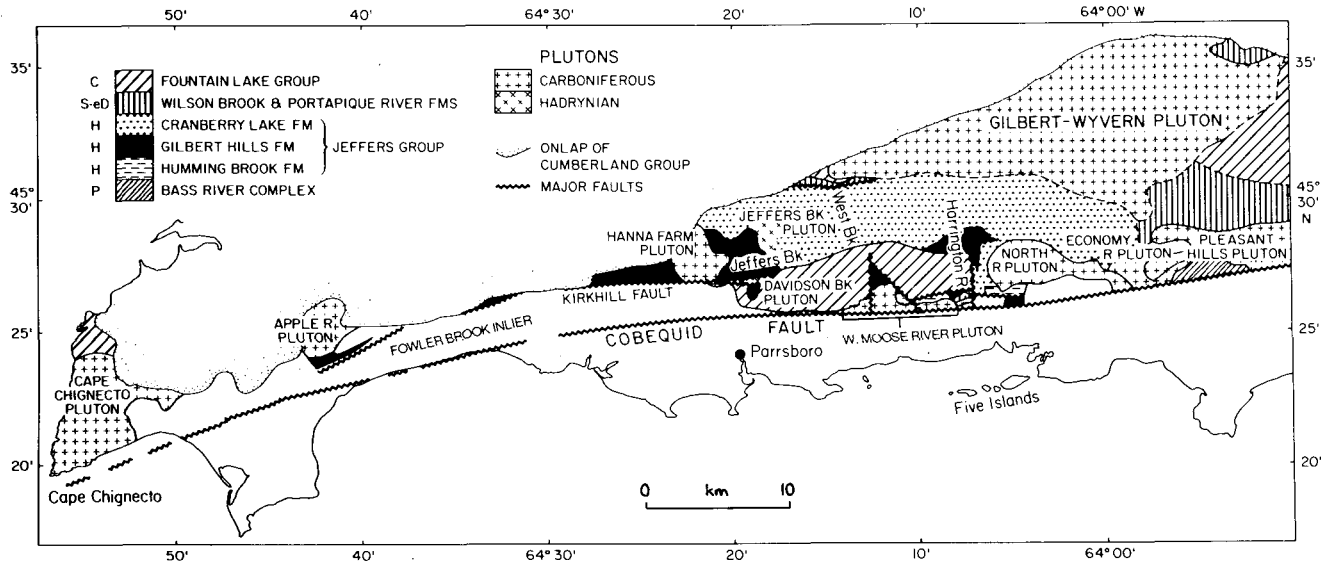 50' 40' 64°30' 20' 10' 64°00' W
35'
45°
30'
25'
20'
C FOUNTAIN LAKE GROUP
S-eD WILSON BROOK & PORTAPIQUE RIVER FMS
H CRANBERRY LAKE FM
H GILBERT HILLS FM
H HUMMING BROOK FM
JEFFERS GROUP
P BASS RIVER COMPLEX
PLUTONS
CARBONIFEROUS
HADRYNIAN
ONLAP OF
CUMBERLAND GROUP
MAJOR FAULTS
GILBERT-WYVERN PLUTON
35'
45°
30'
N
25'
20'
West Bk
Harrington R
JEFFERS BK
PLUTON
HANNA FARM
PLUTON
Jeffers Bk
DAVIDSON BK
PLUTON
NORTH
R PLUTON
ECONOMY
R PLUTON
PLEASANT
HILLS PLUTON
KIRKHILL FAULT
APPLE R
PLUTON
FOWLER BROOK INLIER
COBEQUID FAULT
W. MOOSE RIVER PLUTON
Parrsboro
Five Islands
CAPE
CHIGNECTO
PLUTON
Cape Chignecto
0 km 10
50' 40' 64°30' 20' 10' 64°00'